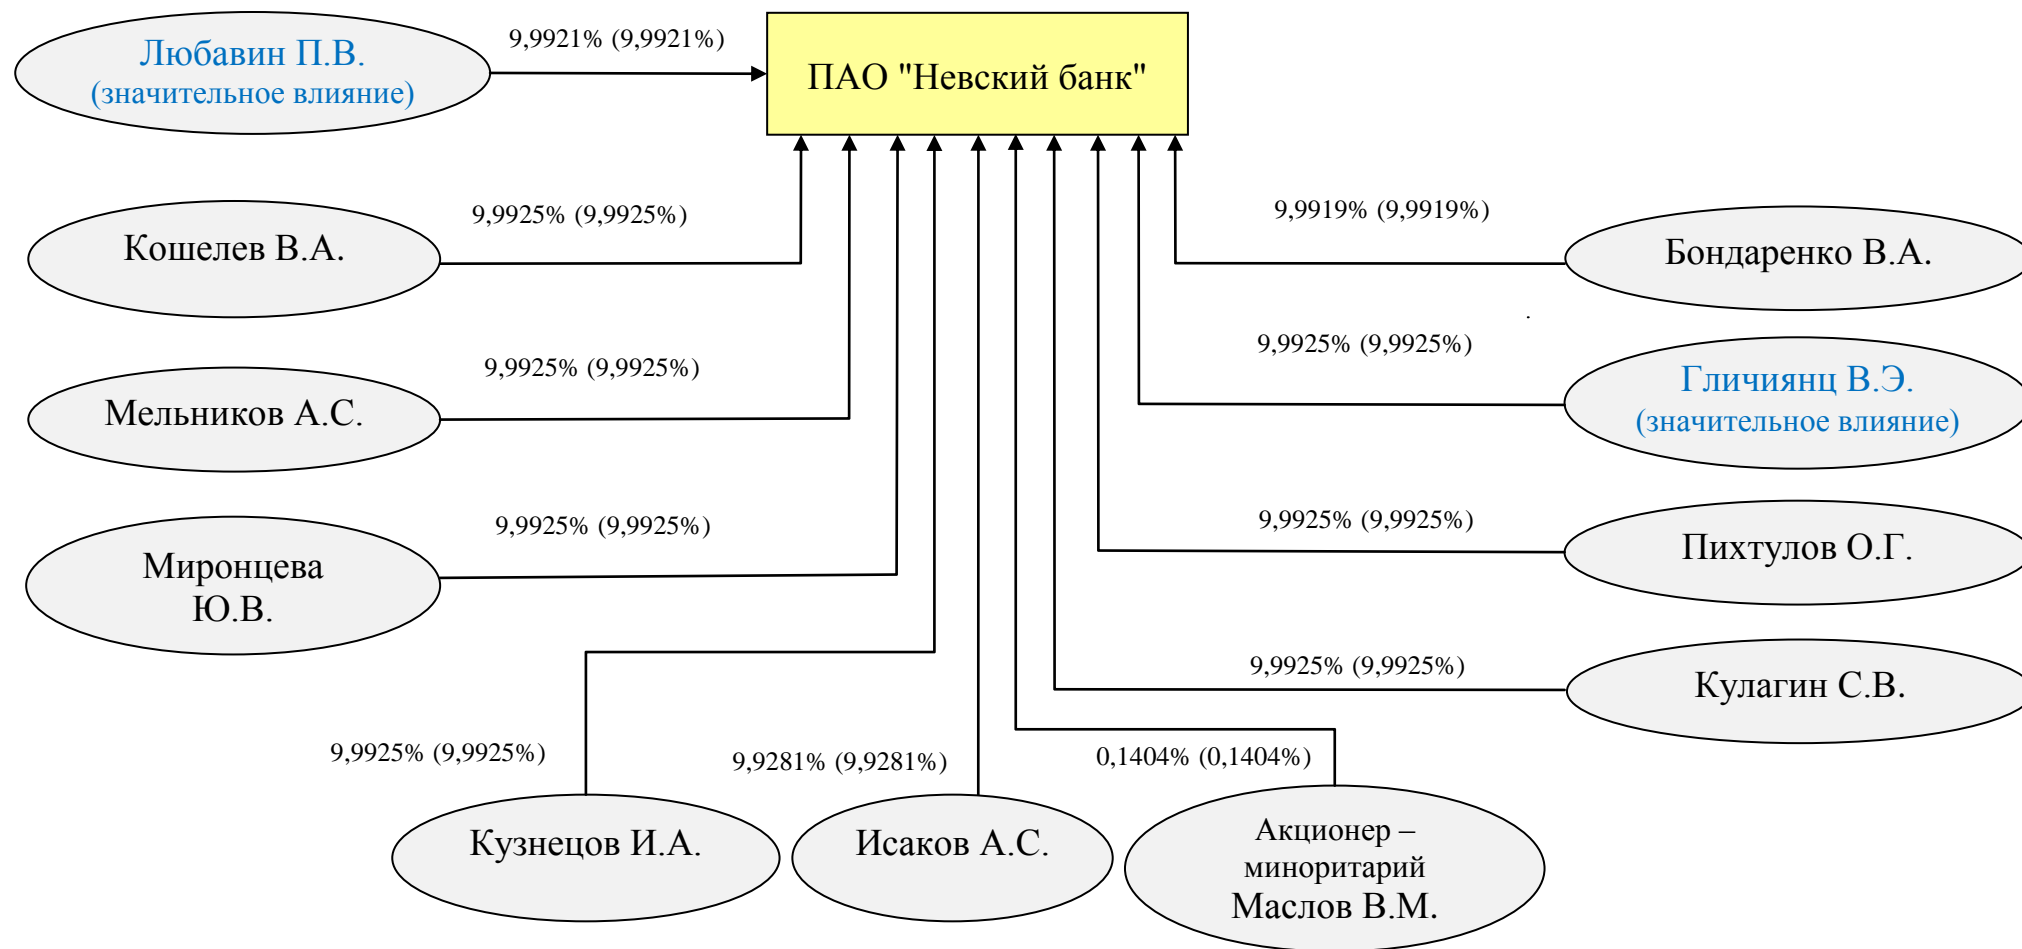 Любавин П.В.
(значительное влияние)
9,9921% (9,9921%)
ПАО "Невский банк"
Кошелев В.А.
9,9925% (9,9925%)
9,9919% (9,9919%)
Бондаренко В.А.
Мельников А.С.
9,9925% (9,9925%)
9,9925% (9,9925%)
Гличиянц В.Э.
(значительное влияние)
Миронцева
Ю.В.
9,9925% (9,9925%)
9,9925% (9,9925%)
Пихтулов О.Г.
9,9925% (9,9925%)
Кулагин С.В.
9,9925% (9,9925%)
Кузнецов И.А.
9,9281% (9,9281%)
Исаков А.С.
0,1404% (0,1404%)
Акционер –
миноритарий
Маслов В.М.